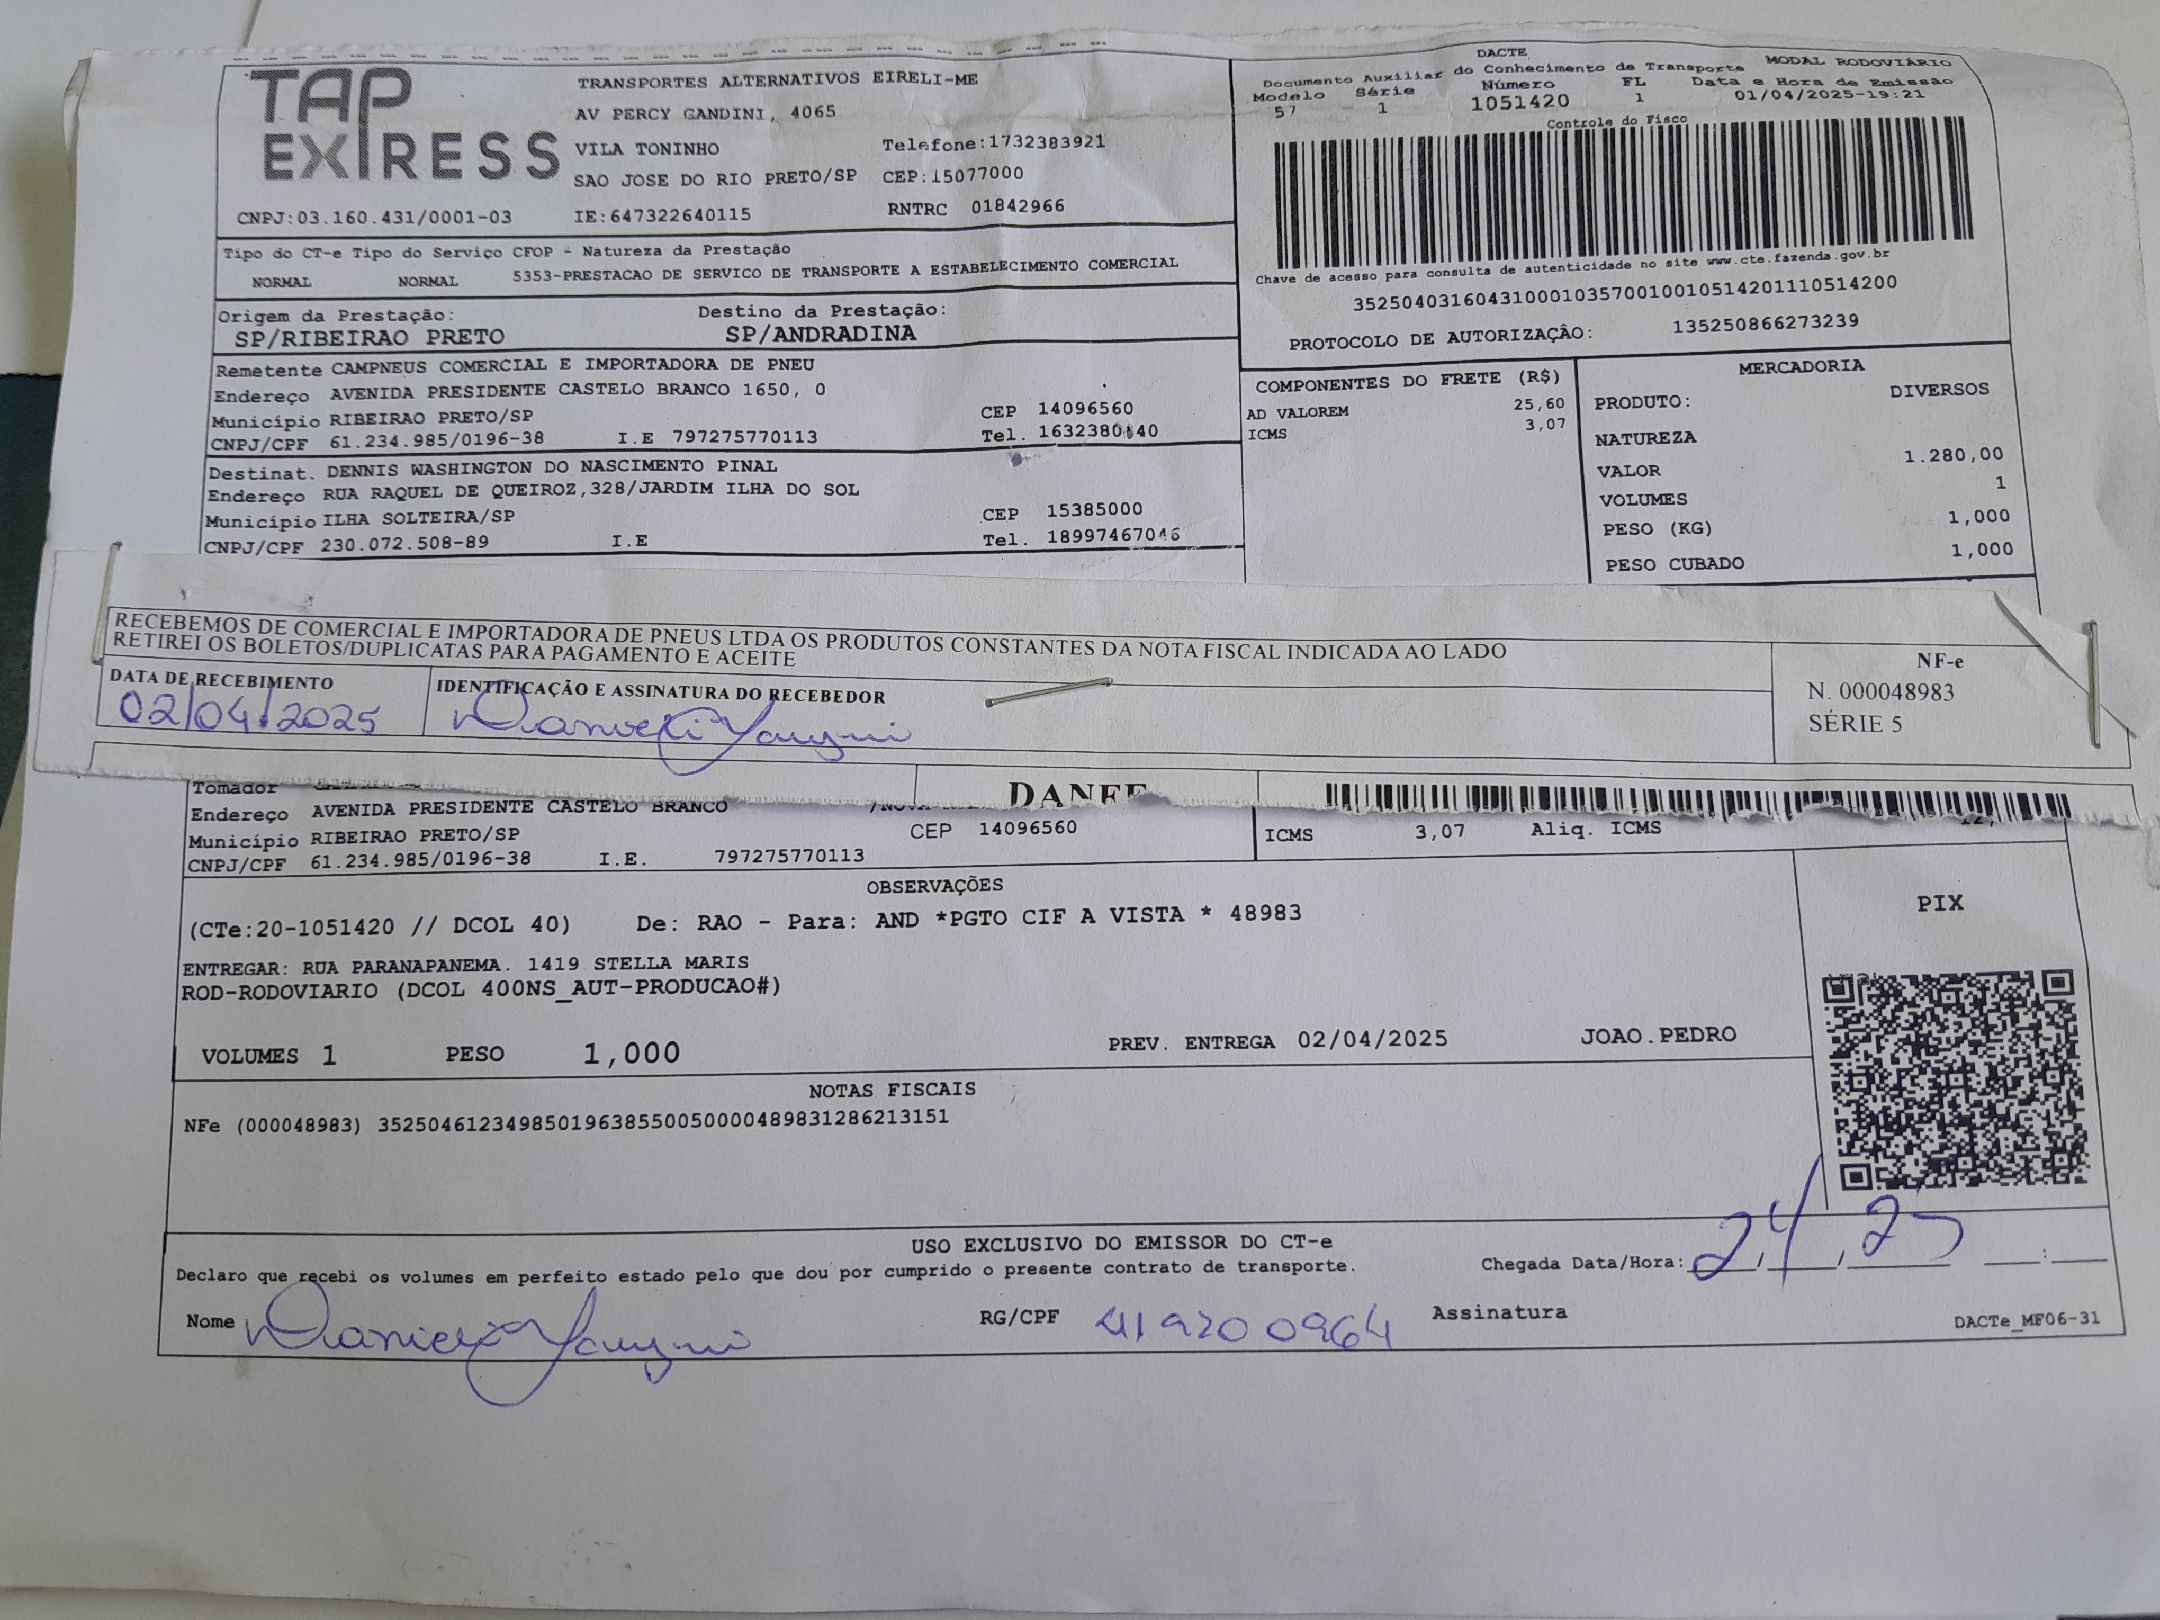 TAP EXPRESS
TRANSPORTES ALTERNATIVOS EIRELI-ME
AV PERCY GANDINI, 4065
VILA TONINHO Telefone:1732383921
SAO JOSE DO RIO PRETO/SP CEP:15077000
CNPJ:03.160.431/0001-03 IE:647322640115 RNTRC 01842966
DACTE
Documento Auxiliar do Conhecimento de Transporte MODAL RODOVIÁRIO
Modelo Série Número FL Data e Hora de Emissão
57 1 1051420 1 01/04/2025-19:21
Controle do Fisco
Chave de acesso para consulta de autenticidade no site www.cte.fazenda.gov.br
35250403160431000103570010010514201110514200
PROTOCOLO DE AUTORIZAÇÃO: 135250866273239
Tipo do CT-e Tipo do Serviço CFOP - Natureza da Prestação
NORMAL NORMAL 5353-PRESTACAO DE SERVICO DE TRANSPORTE A ESTABELECIMENTO COMERCIAL
Origem da Prestação: Destino da Prestação:
SP/RIBEIRAO PRETO SP/ANDRADINA
Remetente CAMPNEUS COMERCIAL E IMPORTADORA DE PNEU
Endereço AVENIDA PRESIDENTE CASTELO BRANCO 1650, 0
Município RIBEIRAO PRETO/SP CEP 14096560
CNPJ/CPF 61.234.985/0196-38 I.E 797275770113 Tel. 1632380140
Destinat. DENNIS WASHINGTON DO NASCIMENTO PINAL
Endereço RUA RAQUEL DE QUEIROZ,328/JARDIM ILHA DO SOL
Município ILHA SOLTEIRA/SP CEP 15385000
CNPJ/CPF 230.072.508-89 I.E Tel. 18997467046
COMPONENTES DO FRETE (R$)
AD VALOREM 25,60
ICMS 3,07
MERCADORIA
PRODUTO: DIVERSOS
NATUREZA
VALOR 1.280,00
VOLUMES 1
PESO (KG) 1,000
PESO CUBADO 1,000
RECEBEMOS DE COMERCIAL E IMPORTADORA DE PNEUS LTDA OS PRODUTOS CONSTANTES DA NOTA FISCAL INDICADA AO LADO
RETIREI OS BOLETOS/DUPLICATAS PARA PAGAMENTO E ACEITE
DATA DE RECEBIMENTO IDENTIFICAÇÃO E ASSINATURA DO RECEBEDOR
02/04/2025
NF-e
N. 000048983
SÉRIE 5
DANFE
Tomador
Endereço AVENIDA PRESIDENTE CASTELO BRANCO
Município RIBEIRAO PRETO/SP CEP 14096560
CNPJ/CPF 61.234.985/0196-38 I.E. 797275770113
ICMS 3,07 Aliq. ICMS
OBSERVAÇÕES
(CTe:20-1051420 // DCOL 40) De: RAO - Para: AND *PGTO CIF A VISTA * 48983
ENTREGAR: RUA PARANAPANEMA. 1419 STELLA MARIS
ROD-RODOVIARIO (DCOL 400NS_AUT-PRODUCAO#)
VOLUMES 1 PESO 1,000 PREV. ENTREGA 02/04/2025 JOAO.PEDRO
PIX
NOTAS FISCAIS
NFe (000048983) 35250461234985019638550050000489831286213151
USO EXCLUSIVO DO EMISSOR DO CT-e
Declaro que recebi os volumes em perfeito estado pelo que dou por cumprido o presente contrato de transporte.
Chegada Data/Hora: 2/4/25 :
Nome RG/CPF 419200964 Assinatura
DACTe_MF06-31